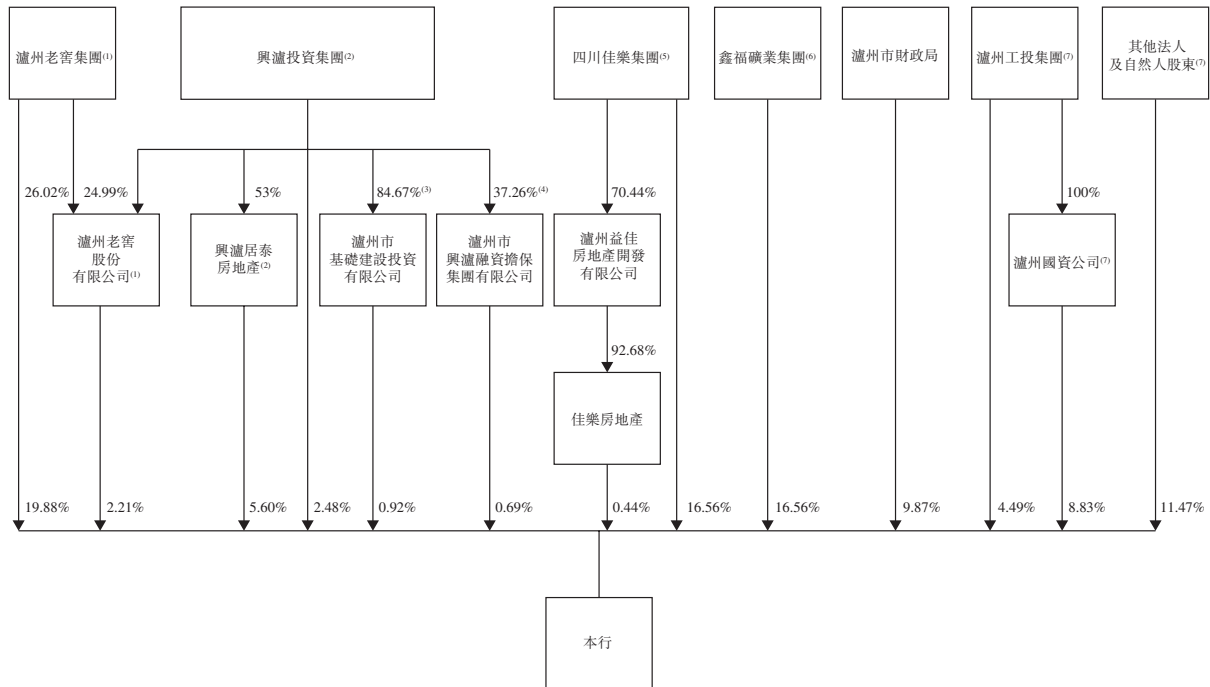 瀘州老窖集團(1)
興瀘投資集團(2)
四川佳樂集團(5)
鑫福礦業集團(6)
瀘州市財政局
瀘州工投集團(7)
其他法人
及自然人股東(7)
26.02%
24.99%
53%
84.67%(3)
37.26%(4)
70.44%
100%
瀘州老窖
股份
有限公司(1)
興瀘居泰
房地產(2)
瀘州市
基礎建設投資
有限公司
瀘州市
興瀘融資擔保
集團有限公司
瀘州益佳
房地產開發
有限公司
瀘州國資公司(7)
92.68%
佳樂房地產
19.88%
2.21%
5.60%
2.48%
0.92%
0.69%
0.44%
16.56%
16.56%
9.87%
4.49%
8.83%
11.47%
本行